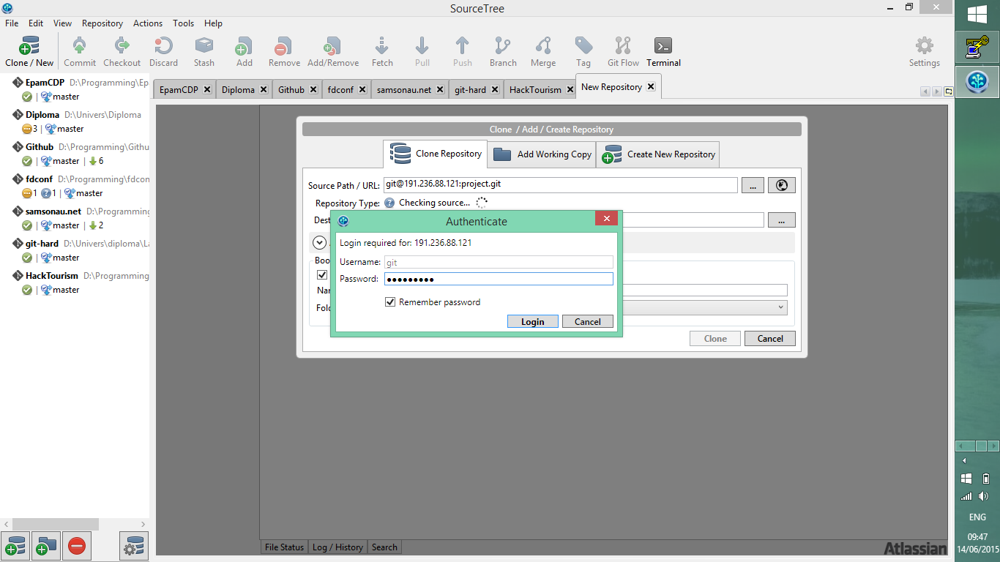 SourceTree
File Edit View Repository Actions Tools Help
Clone / New Commit Checkout Discard Stash Add Remove Add/Remove Fetch Pull Push Branch Merge Tag Git Flow Terminal Settings
EpamCDP D:\Programming\Ep
master
Diploma D:\Univers\Diploma
3 | master
Github D:\Programming\Githu
master | 6
fdconf D:\Programming\fdcon
1 1 | master
samsonau.net D:\Programming
master | 2
git-hard D:\Univers\diploma\La
master
HackTourism D:\Programming
master
EpamCDP Diploma Github fdconf samsonau.net git-hard HackTourism New Repository
Clone / Add / Create Repository
Clone Repository Add Working Copy Create New Repository
Source Path / URL: git@191.236.88.121:project.git ...
Repository Type: Checking source...
Dest ...
Authenticate
Login required for: 191.236.88.121
Username: git
Password: ●●●●●●●●●
Remember password
Login Cancel
Boo
Nar
Fold
Clone Cancel
File Status Log / History Search
Atlassian
ENG
09:47
14/06/2015